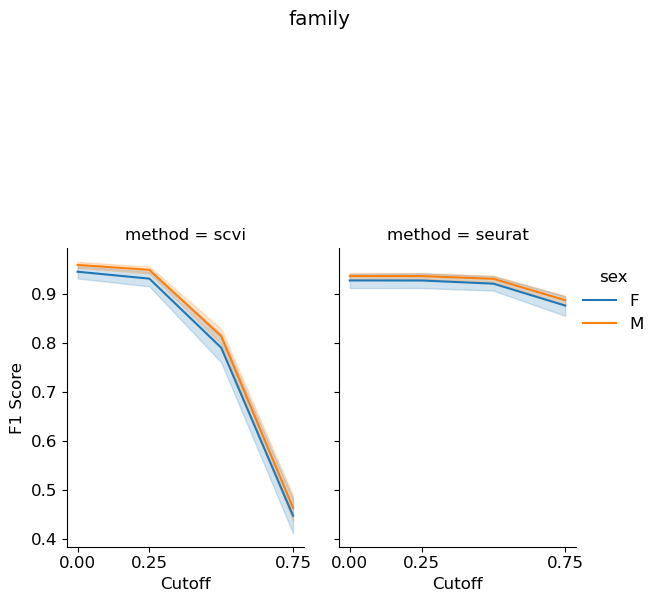 family
method = scvi
method = seurat
sex
F
M
F1 Score
0.9
0.8
0.7
0.6
0.5
0.4
0.00 0.25 0.75
0.00 0.25 0.75
Cutoff
Cutoff